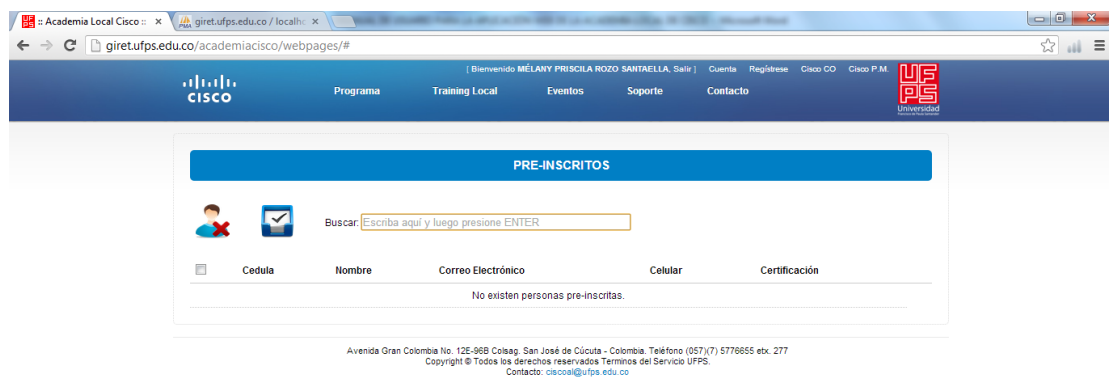 :: Academia Local Cisco ::
giret.ufps.edu.co / localho
giret.ufps.edu.co/academiacisco/webpages/#
[ Bienvenido MÉLANY PRISCILA ROZO SANTAELLA, Salir ] Cuenta Regístrese Cisco CO Cisco P.M.
CISCO
Programa Training Local Eventos Soporte Contacto
UFPS
Universidad
PRE-INSCRITOS
Buscar: Escriba aquí y luego presione ENTER
Cedula Nombre Correo Electrónico Celular Certificación
No existen personas pre-inscritas.
Avenida Gran Colombia No. 12E-96B Colsag. San José de Cúcuta - Colombia. Teléfono (057)(7) 5776655 etx. 277
Copyright © Todos los derechos reservados Terminos del Servicio UFPS.
Contacto: ciscoal@ufps.edu.co